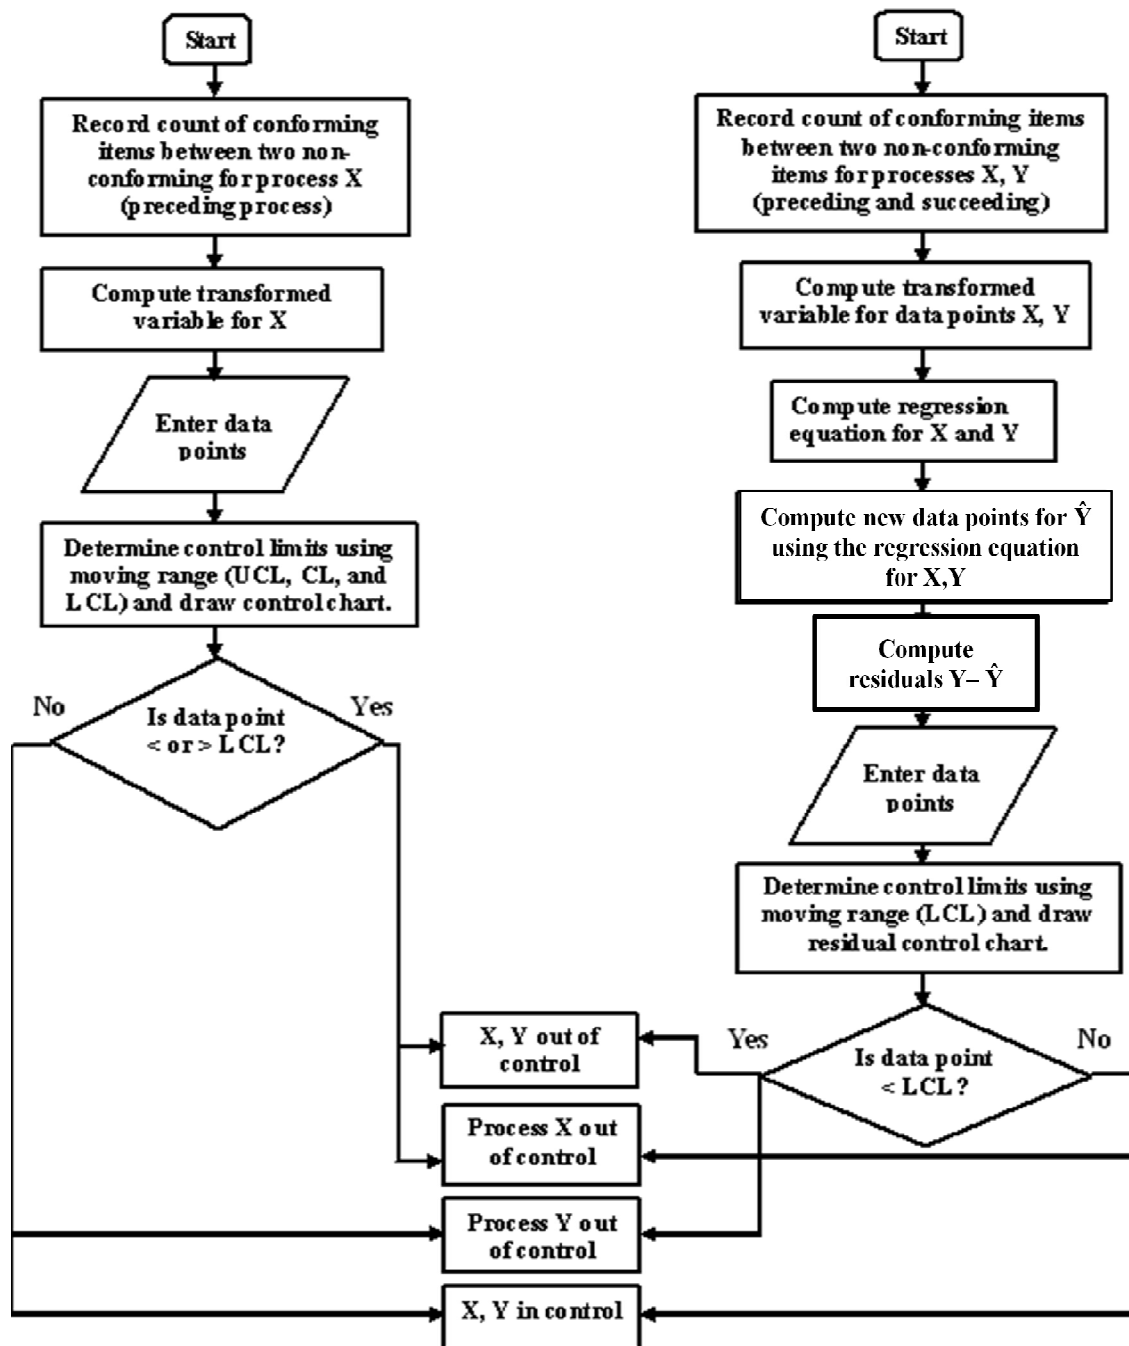 Start
Record count of conforming
items between two non-
conforming for process X
(preceding process)
Compute transformed
variable for X
Enter data
points
Determine control limits using
moving range (UCL, CL, and
LCL) and draw control chart.
No
Yes
Is data point
< or > LCL?
Start
Record count of conforming items
between two non-conforming
items for processes X, Y
(preceding and succeeding)
Compute transformed
variable for data points X, Y
Compute regression
equation for X and Y
Compute new data points for Ŷ
using the regression equation
for X,Y
Compute
residuals Y– Ŷ
Enter data
points
Determine control limits using
moving range (LCL) and draw
residual control chart.
Yes
No
Is data point
< LCL?
X, Y out of
control
Process X out
of control
Process Y out
of control
X, Y in control